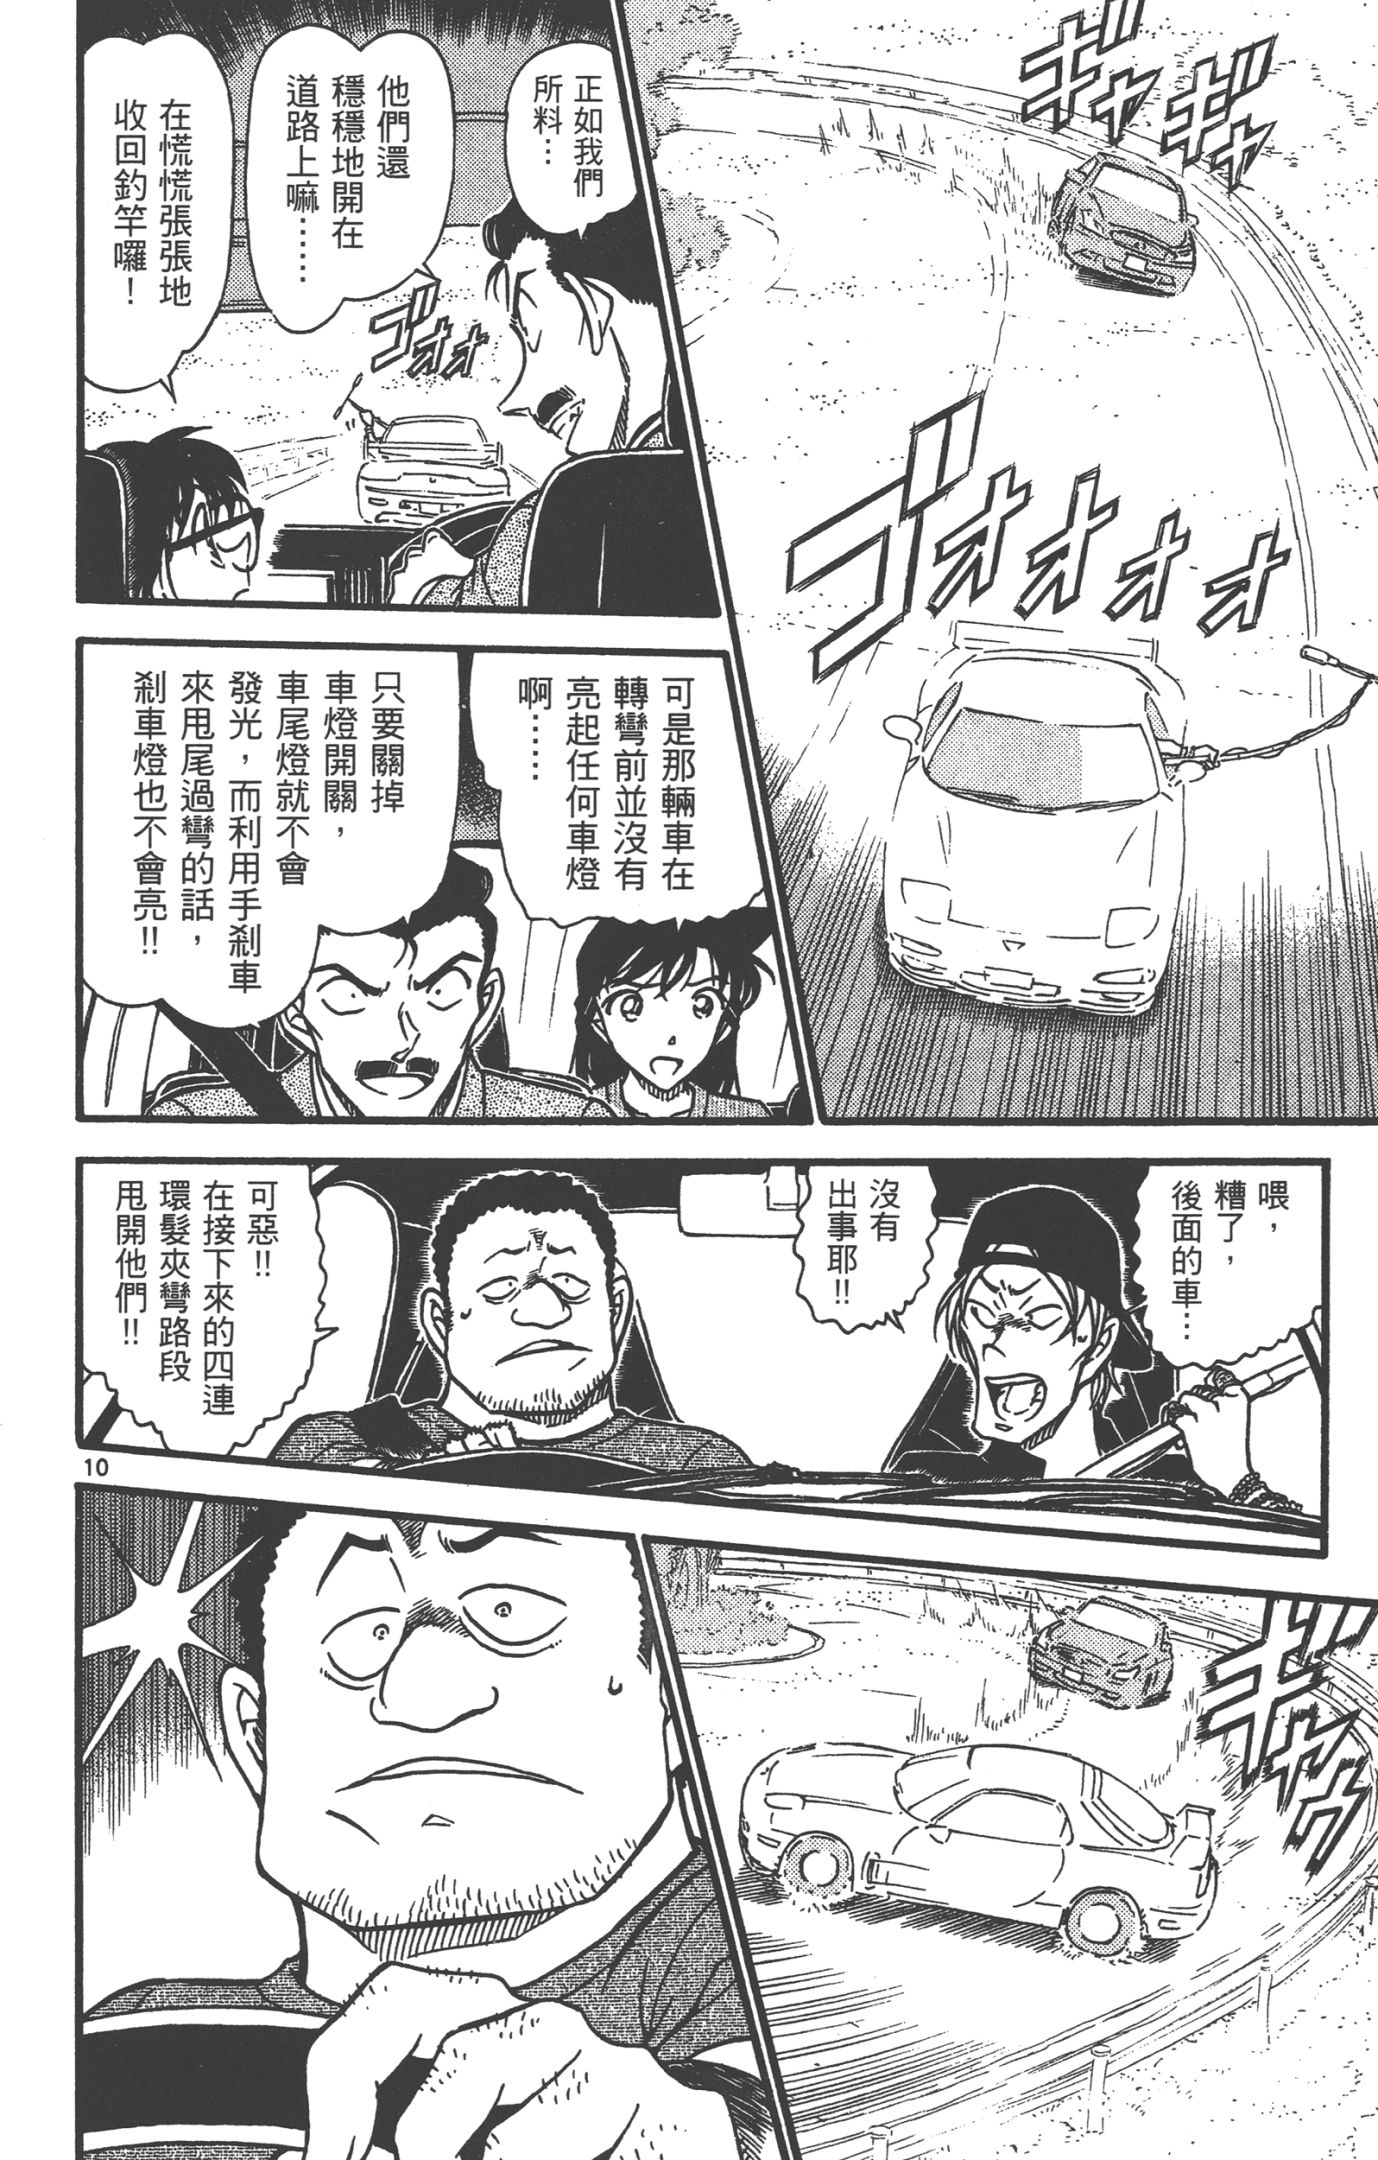 ギャ
ギャ
ゴォォォォ
正如我們
所料…
他們還
穩穩地開在
道路上嘛……
在慌慌張張地
收回釣竿囉！
ゴォォ
可是那輛車在
轉彎前並沒有
亮起任何車燈
啊……
只要關掉
車燈開關，
車尾燈就不會
發光，而利用手剎車
來甩尾過彎的話，
剎車燈也不會亮!!
喂，
糟了，
後面的車…
沒有
出事耶!!
可惡!!
在接下來的四連
環髮夾彎路段
甩開他們!!
10
ギャウ